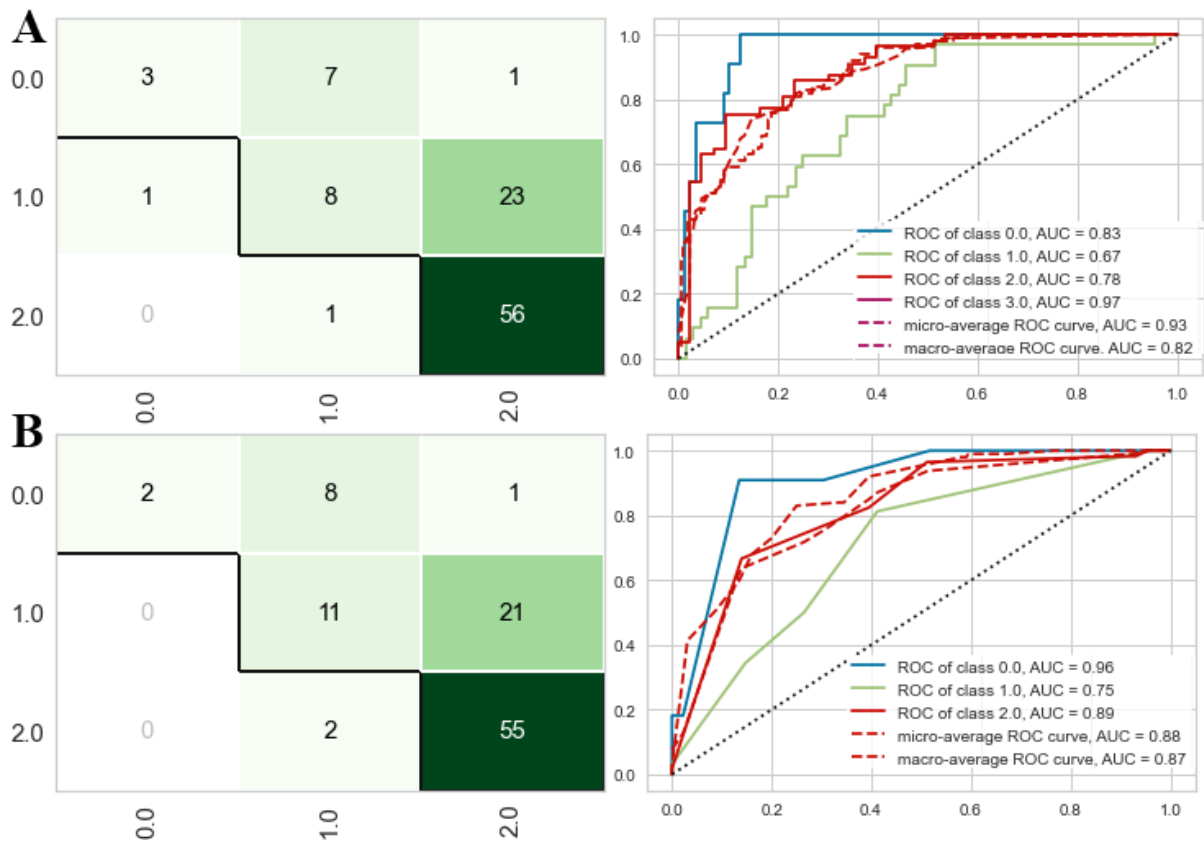 A
0.0 3 7 1
1.0 1 8 23
2.0 0 1 56
0.0 1.0 2.0
1.0
0.8
0.6
0.4
0.2
0.0
ROC of class 0.0, AUC = 0.83
ROC of class 1.0, AUC = 0.67
ROC of class 2.0, AUC = 0.78
ROC of class 3.0, AUC = 0.97
micro-average ROC curve, AUC = 0.93
macro-average ROC curve, AUC = 0.82
0.0 0.2 0.4 0.6 0.8 1.0
B
0.0 2 8 1
1.0 0 11 21
2.0 0 2 55
0.0 1.0 2.0
1.0
0.8
0.6
0.4
0.2
0.0
ROC of class 0.0, AUC = 0.96
ROC of class 1.0, AUC = 0.75
ROC of class 2.0, AUC = 0.89
micro-average ROC curve, AUC = 0.88
macro-average ROC curve, AUC = 0.87
0.0 0.2 0.4 0.6 0.8 1.0